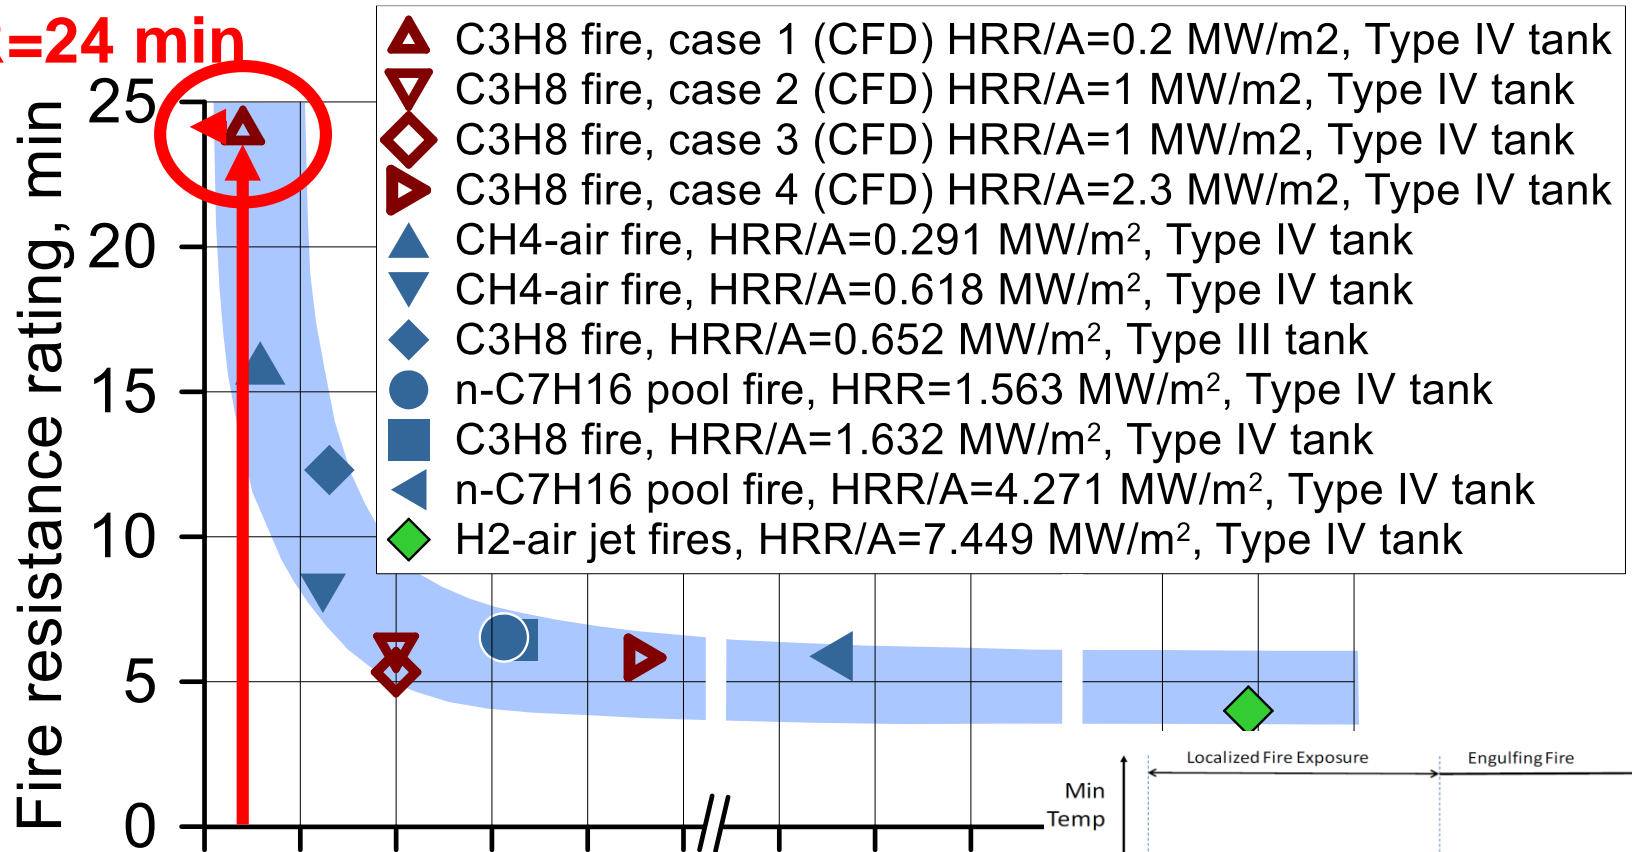 =24 min
C3H8 fire, case 1 (CFD) HRR/A=0.2 MW/m2, Type IV tank
C3H8 fire, case 2 (CFD) HRR/A=1 MW/m2, Type IV tank
C3H8 fire, case 3 (CFD) HRR/A=1 MW/m2, Type IV tank
C3H8 fire, case 4 (CFD) HRR/A=2.3 MW/m2, Type IV tank
CH4-air fire, HRR/A=0.291 MW/m², Type IV tank
CH4-air fire, HRR/A=0.618 MW/m², Type IV tank
C3H8 fire, HRR/A=0.652 MW/m², Type III tank
n-C7H16 pool fire, HRR=1.563 MW/m², Type IV tank
C3H8 fire, HRR/A=1.632 MW/m², Type IV tank
n-C7H16 pool fire, HRR/A=4.271 MW/m², Type IV tank
H2-air jet fires, HRR/A=7.449 MW/m², Type IV tank
Fire resistance rating, min
25
20
15
10
5
0
Localized Fire Exposure
Engulfing Fire
Min
Temp